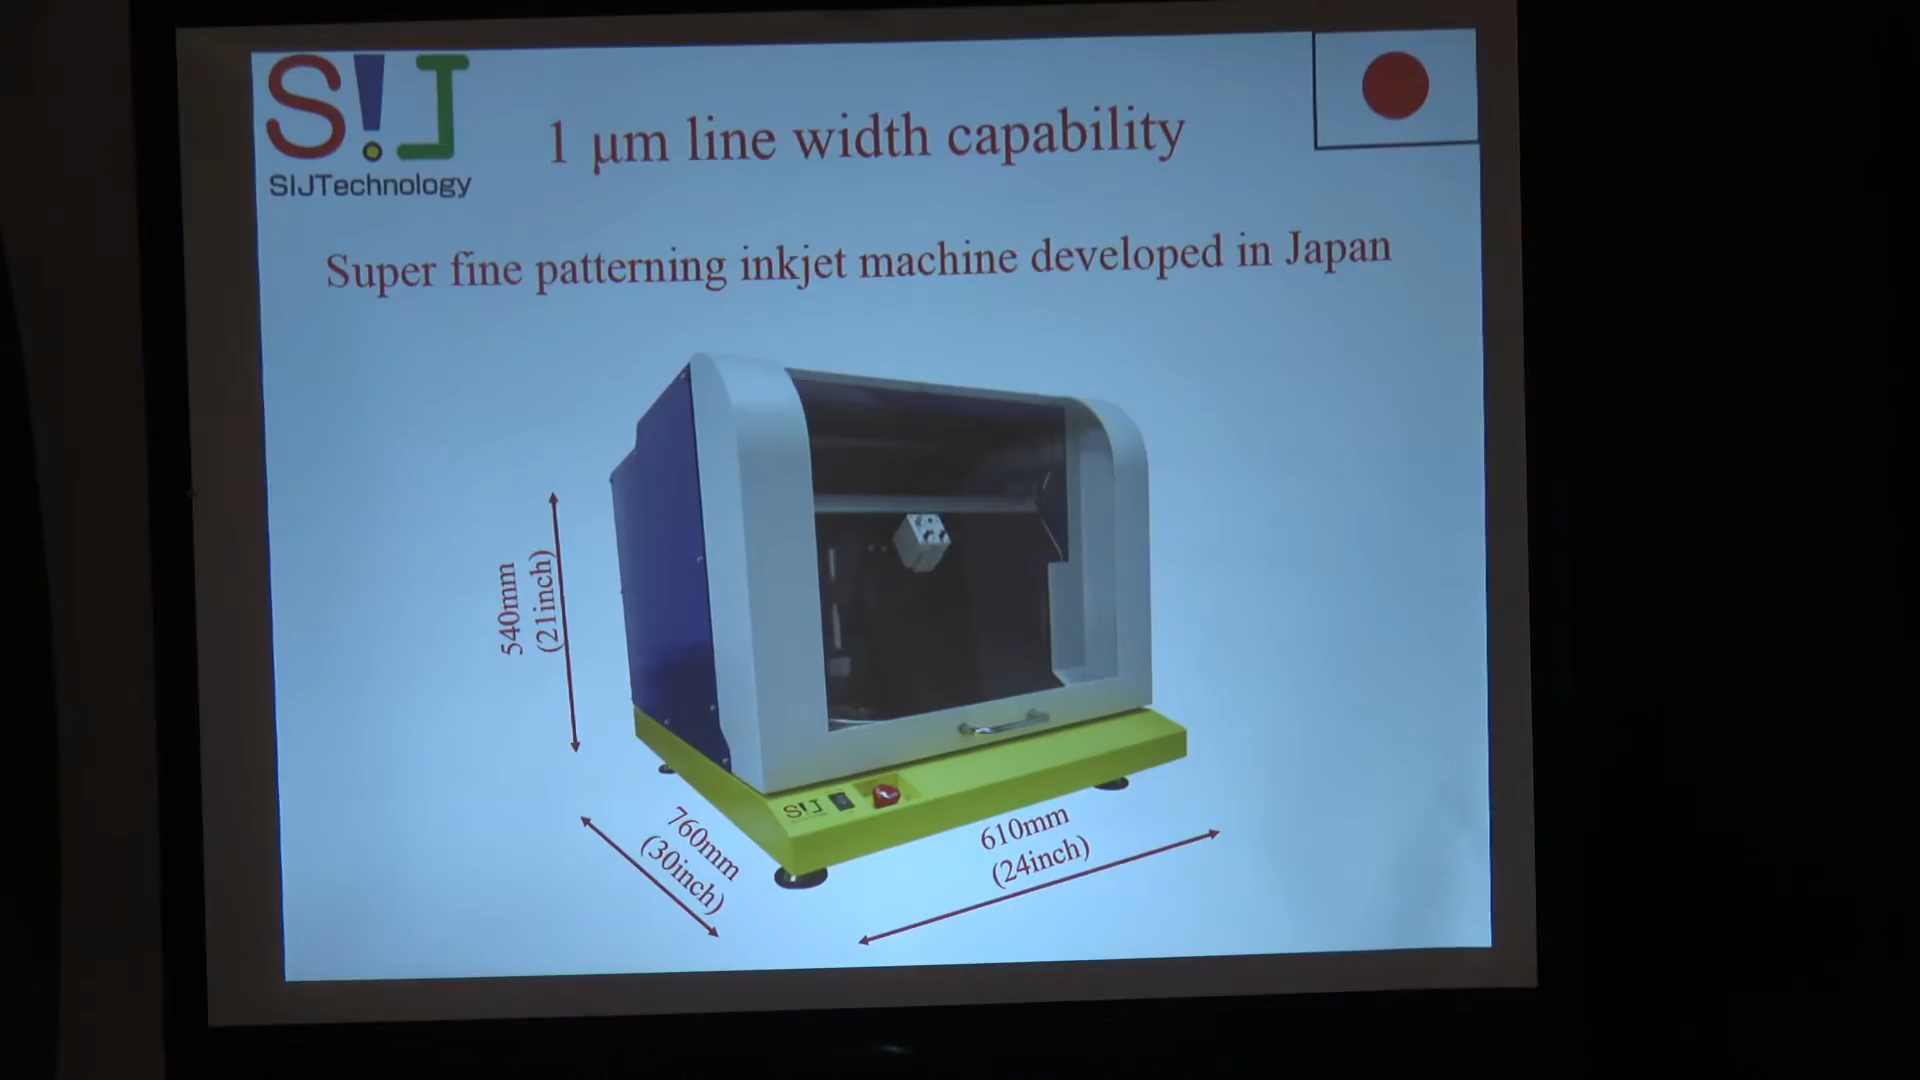 S!J
SIJTechnology
1 μm line width capability
Super fine patterning inkjet machine developed in Japan
540mm
(21inch)
S!J
760mm
(30inch)
610mm
(24inch)